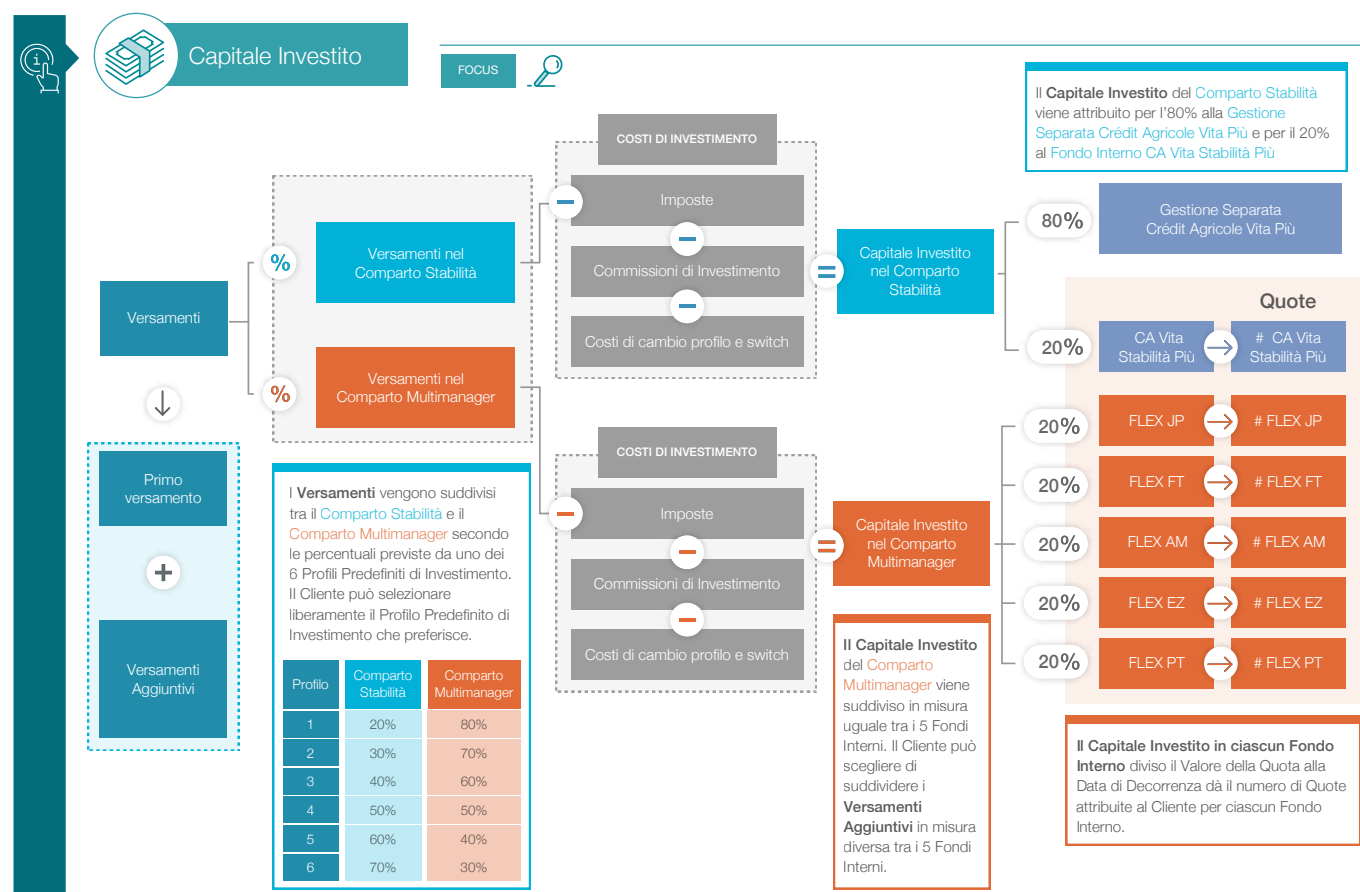 Capitale Investito
FOCUS
Il Capitale Investito del Comparto Stabilità
viene attribuito per l'80% alla Gestione
Separata Crédit Agricole Vita Più e per il 20%
al Fondo Interno CA Vita Stabilità Più
Versamenti
Primo
versamento
+
Versamenti
Aggiuntivi
%
Versamenti nel
Comparto Stabilità
%
Versamenti nel
Comparto Multimanager
I Versamenti vengono suddivisi
tra il Comparto Stabilità e il
Comparto Multimanager secondo
le percentuali previste da uno dei
6 Profili Predefiniti di Investimento.
Il Cliente può selezionare
liberamente il Profilo Predefinito di
Investimento che preferisce.
Profilo
Comparto
Stabilità
Comparto
Multimanager
1 20% 80%
2 30% 70%
3 40% 60%
4 50% 50%
5 60% 40%
6 70% 30%
COSTI DI INVESTIMENTO
Imposte
Commissioni di Investimento
Costi di cambio profilo e switch
=
Capitale Investito
nel Comparto
Stabilità
COSTI DI INVESTIMENTO
Imposte
Commissioni di Investimento
Costi di cambio profilo e switch
=
Capitale Investito
nel Comparto
Multimanager
Il Capitale Investito
del Comparto
Multimanager viene
suddiviso in misura
uguale tra i 5 Fondi
Interni. Il Cliente può
scegliere di
suddividere i
Versamenti
Aggiuntivi in misura
diversa tra i 5 Fondi
Interni.
80%
Gestione Separata
Crédit Agricole Vita Più
Quote
20%
CA Vita
Stabilità Più
# CA Vita
Stabilità Più
20% FLEX JP # FLEX JP
20% FLEX FT # FLEX FT
20% FLEX AM # FLEX AM
20% FLEX EZ # FLEX EZ
20% FLEX PT # FLEX PT
Il Capitale Investito in ciascun Fondo
Interno diviso il Valore della Quota alla
Data di Decorrenza dà il numero di Quote
attribuite al Cliente per ciascun Fondo
Interno.